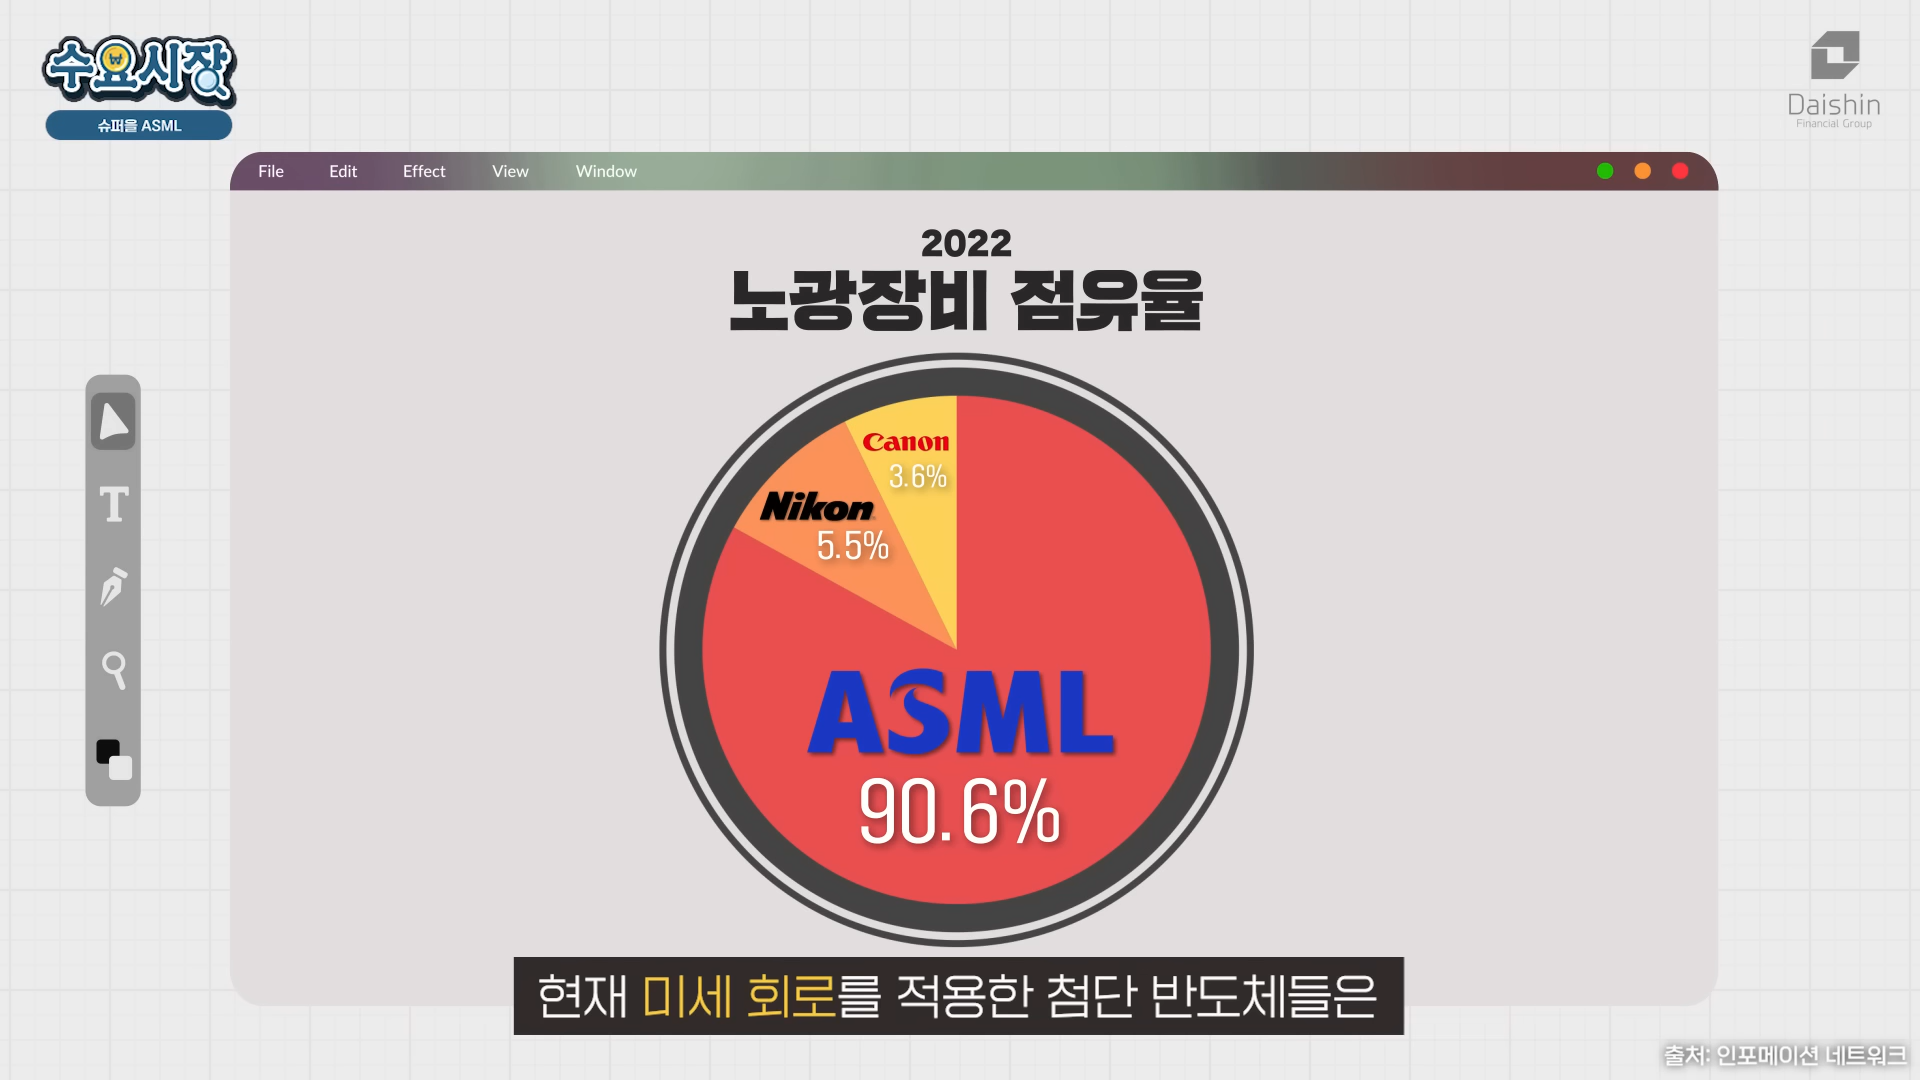 수요시장
슈퍼을 ASML
Daishin
Financial Group
File Edit Effect View Window
2022
노광장비 점유율
Canon
3.6%
Nikon
5.5%
T
ASML
90.6%
현재 미세 회로를 적용한 첨단 반도체들은
출처: 인포메이션 네트워크